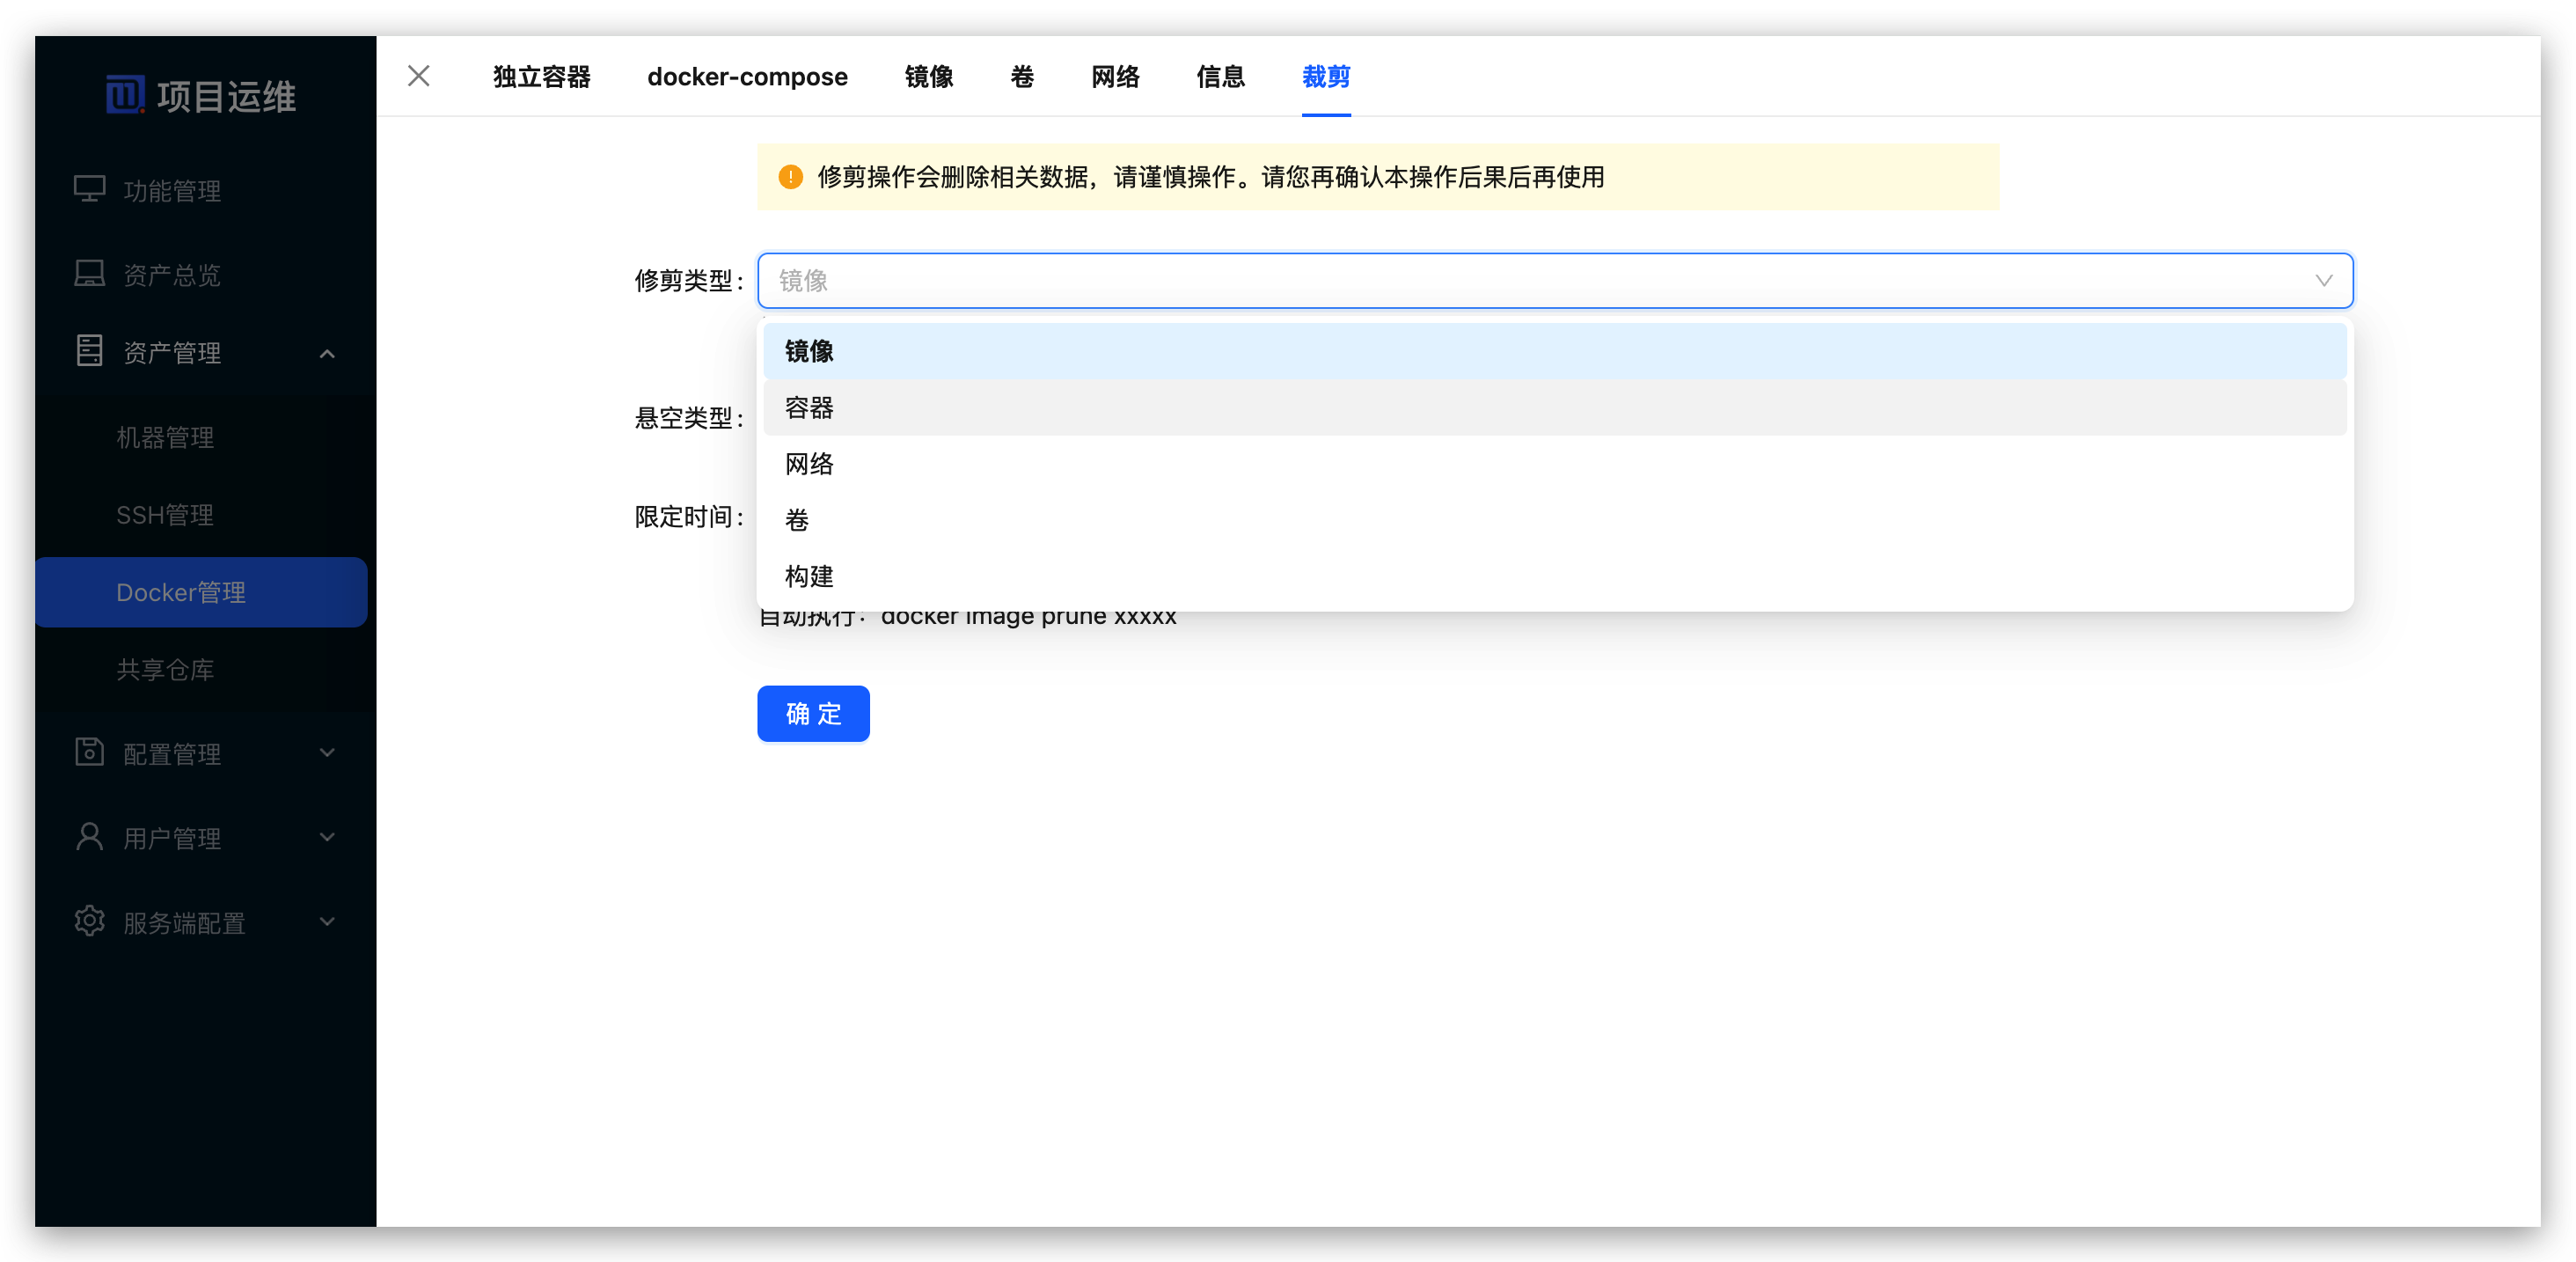 项目运维
功能管理
资产总览
资产管理
机器管理
SSH管理
Docker管理
共享仓库
配置管理
用户管理
服务端配置
独立容器 docker-compose 镜像 卷 网络 信息 裁剪
修剪操作会删除相关数据，请谨慎操作。请您再确认本操作后果后再使用
修剪类型： 镜像
镜像
容器
悬空类型：
网络
限定时间：
卷
构建
自动执行：docker image prune xxxxx
确 定